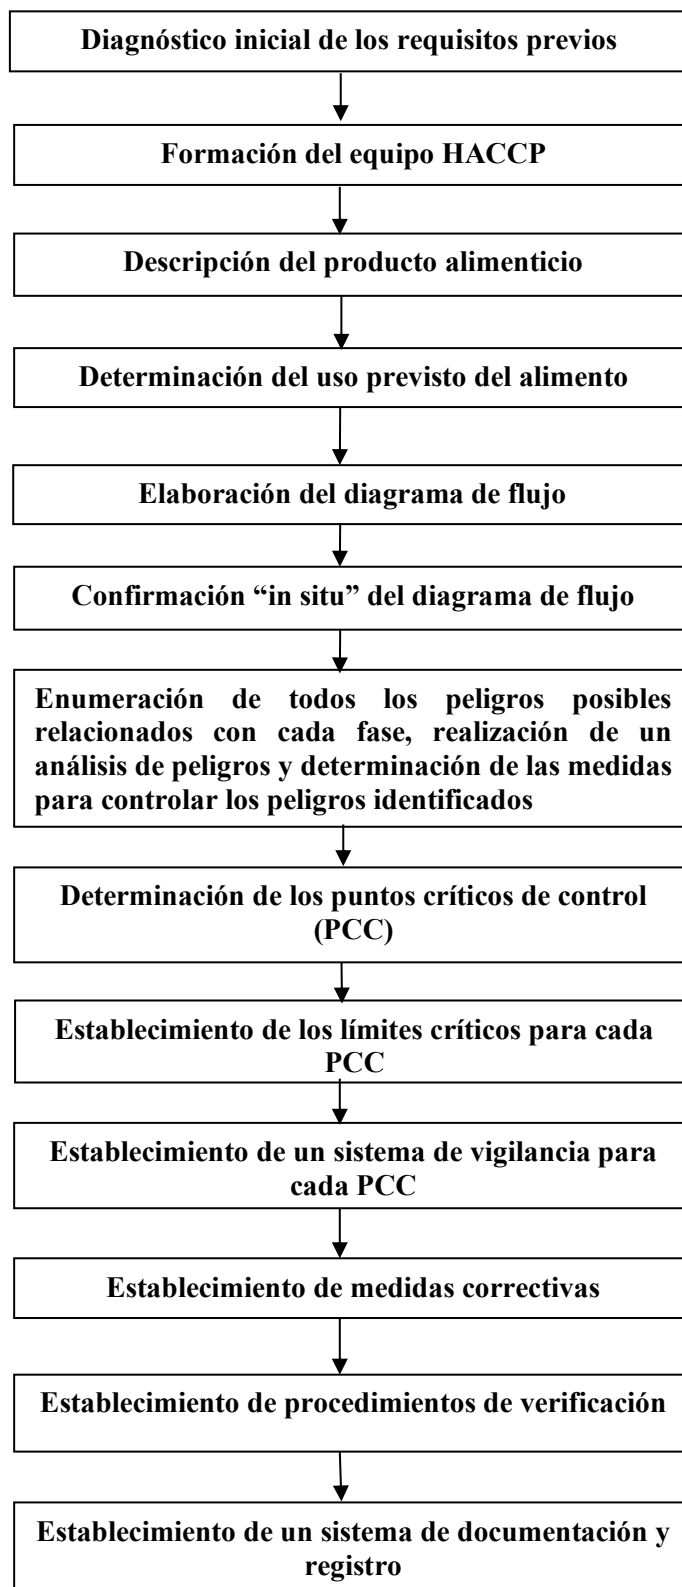 Diagnóstico inicial de los requisitos previos
Formación del equipo HACCP
Descripción del producto alimenticio
Determinación del uso previsto del alimento
Elaboración del diagrama de flujo
Confirmación “in situ” del diagrama de flujo
Enumeración de todos los peligros posibles
relacionados con cada fase, realización de un
análisis de peligros y determinación de las medidas
para controlar los peligros identificados
Determinación de los puntos críticos de control
(PCC)
Establecimiento de los límites críticos para cada
PCC
Establecimiento de un sistema de vigilancia para
cada PCC
Establecimiento de medidas correctivas
Establecimiento de procedimientos de verificación
Establecimiento de un sistema de documentación y
registro